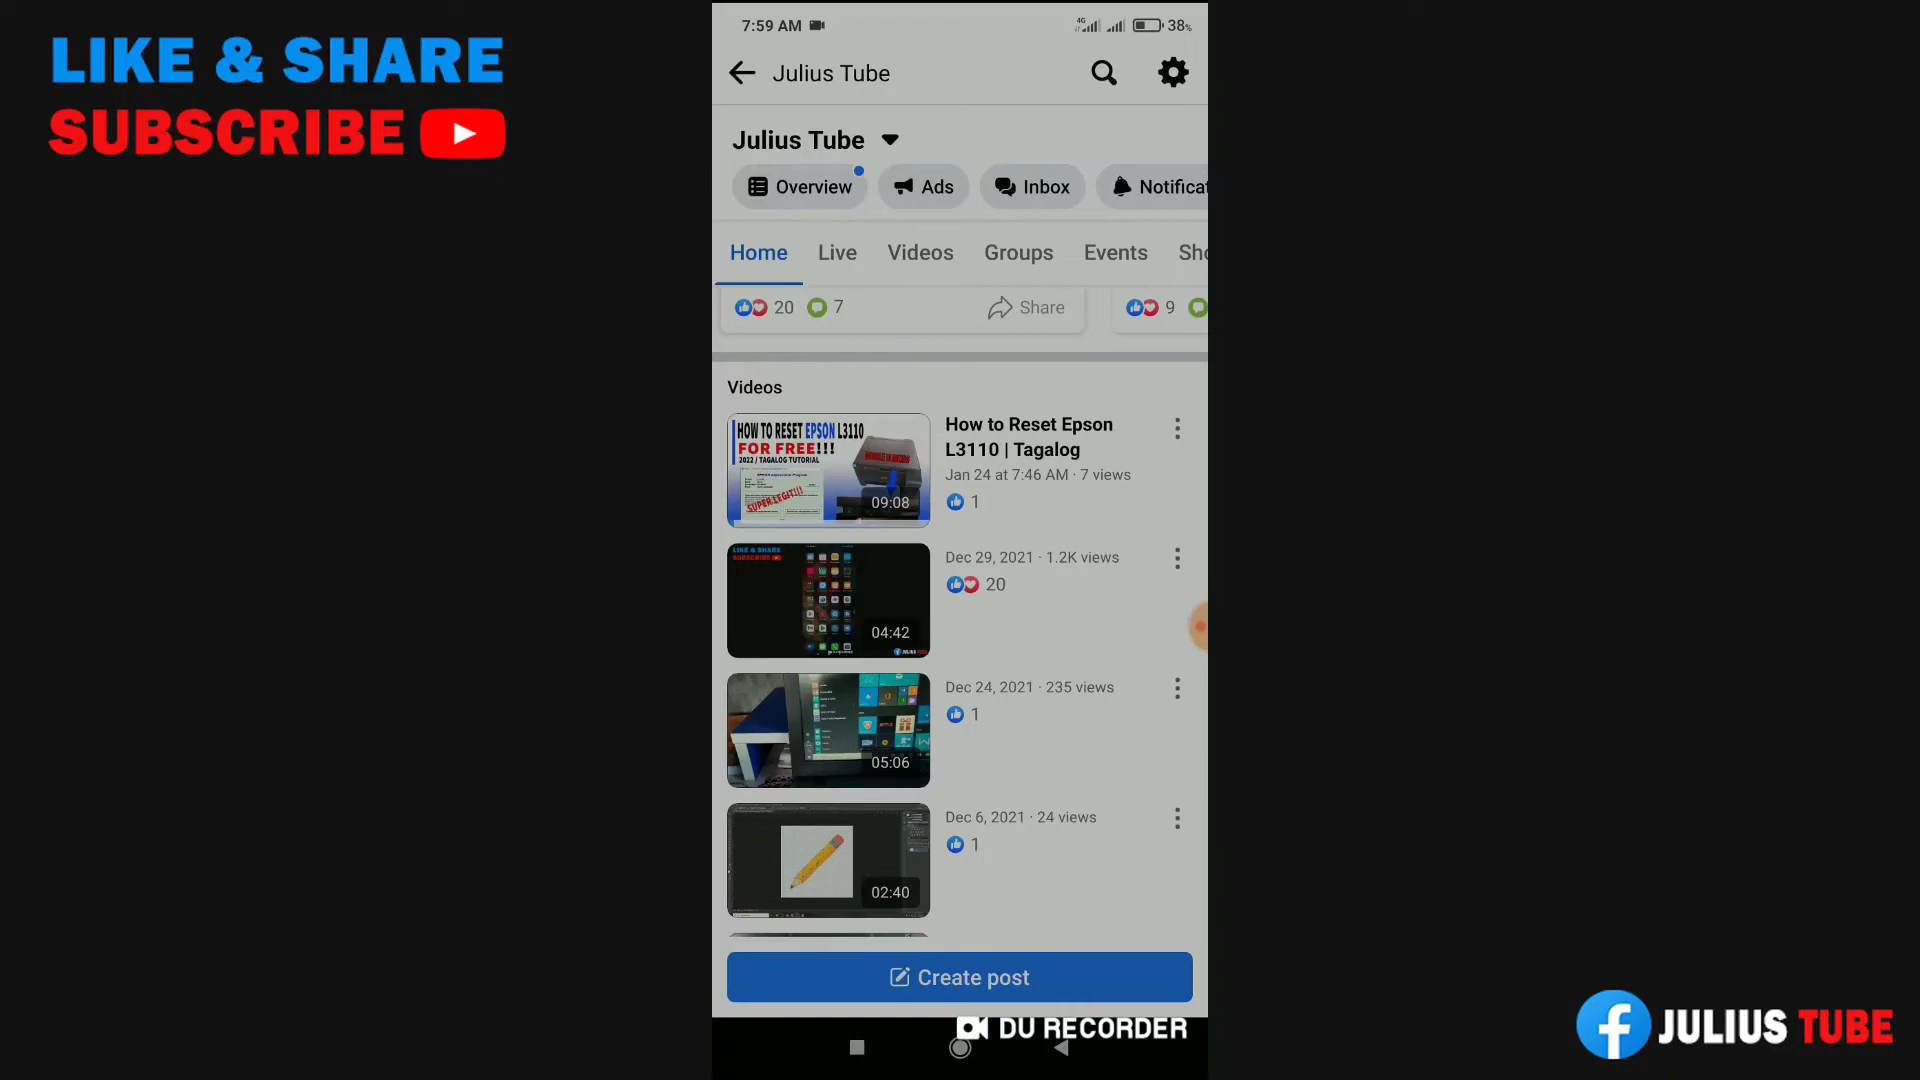 LIKE & SHARE
SUBSCRIBE
7:59 AM
4G
38%
Julius Tube
Julius Tube
Overview
Ads
Inbox
Notificat
Home
Live
Videos
Groups
Events
Sho
20
7
Share
9
Videos
HOW TO RESET EPSON L3110
FOR FREE!!!
2022 / TAGALOG TUTORIAL
SUPER LEGIT!!!
09:08
How to Reset Epson
L3110 | Tagalog
Jan 24 at 7:46 AM · 7 views
1
LIKE & SHARE
SUBSCRIBE
04:42
JULIUS TUBE
Dec 29, 2021 · 1.2K views
20
05:06
Dec 24, 2021 · 235 views
1
02:40
Dec 6, 2021 · 24 views
1
Create post
DU RECORDER
JULIUS TUBE